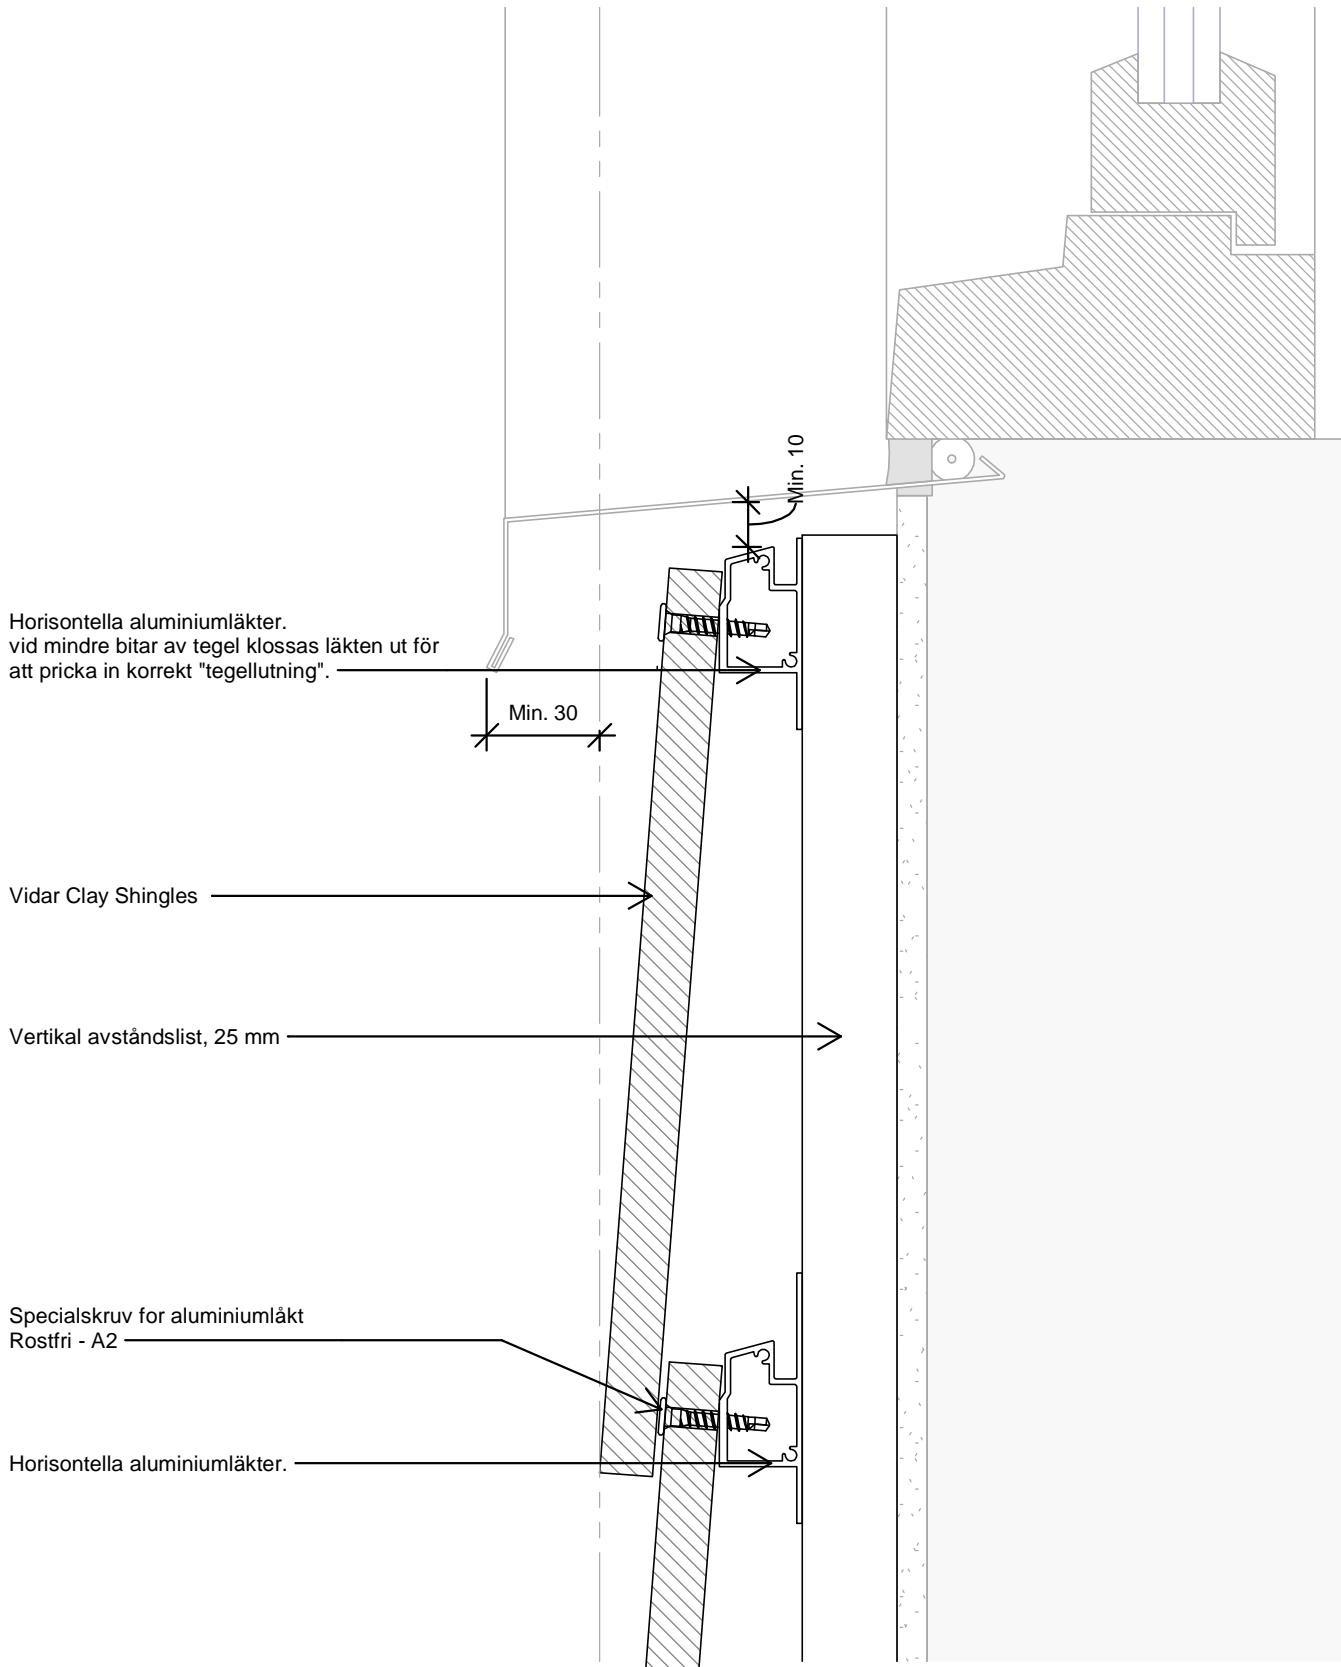 Min. 10
Horisontella aluminiumläkter.
vid mindre bitar av tegel klossas läkten ut för
att pricka in korrekt "tegellutning".
Min. 30
Vidar Clay Shingles
Vertikal avståndslist, 25 mm
Specialskruv for aluminiumlåkt
Rostfri - A2
Horisontella aluminiumläkter.